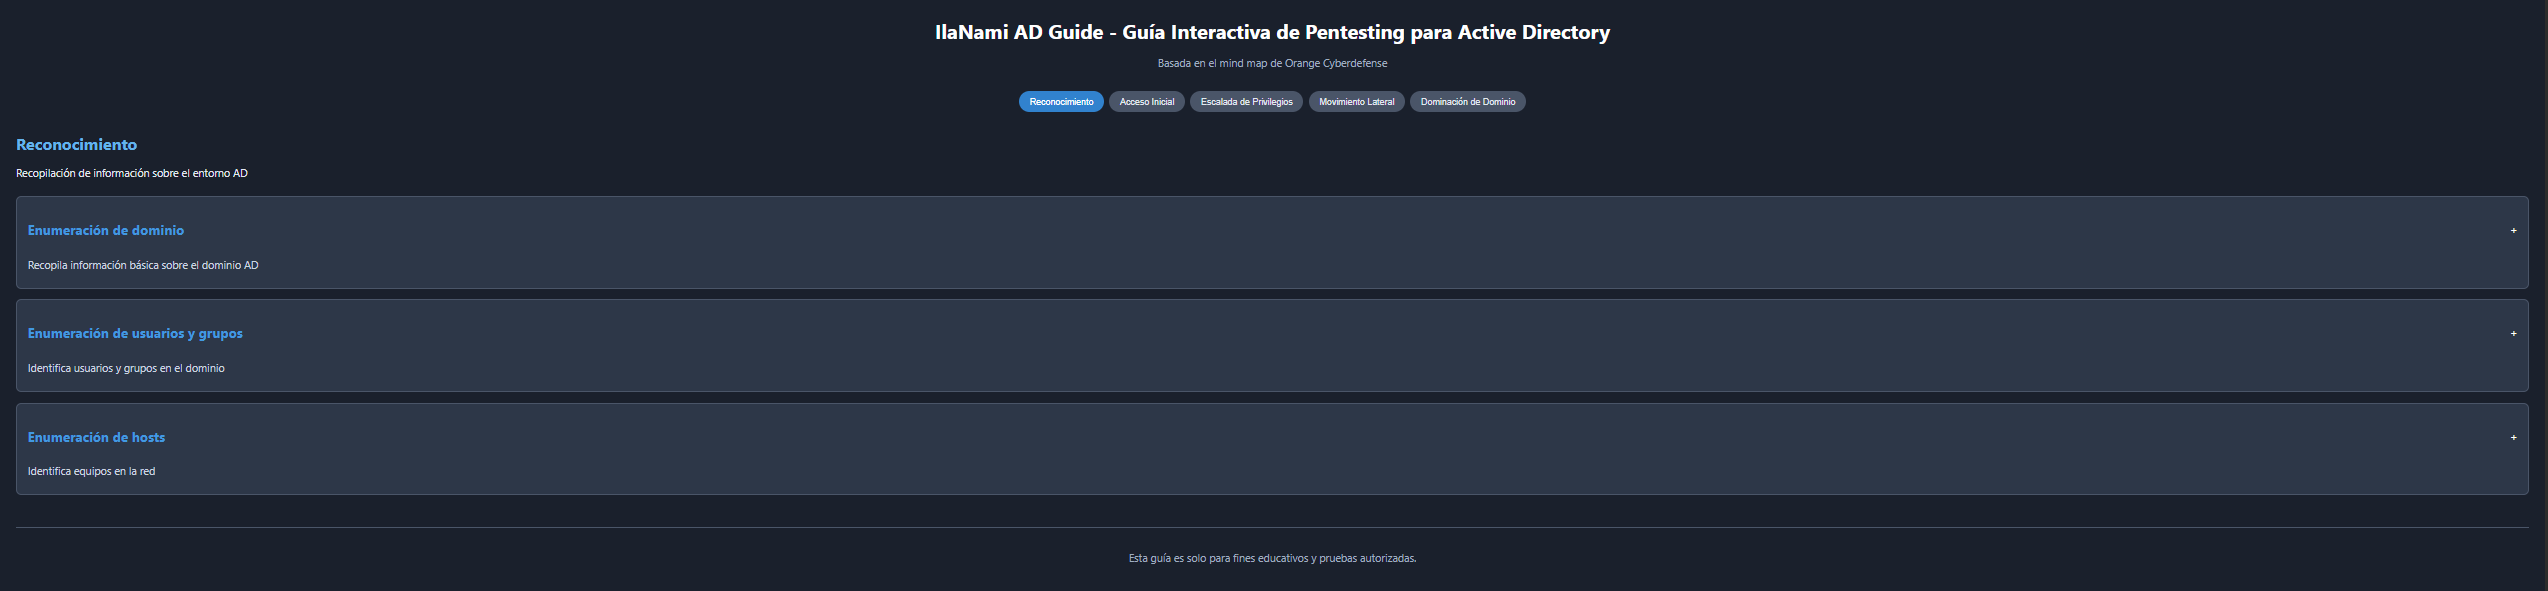 IlaNami AD Guide - Guía Interactiva de Pentesting para Active Directory
Basada en el mind map de Orange Cyberdefense
Reconocimiento Acceso Inicial Escalada de Privilegios Movimiento Lateral Dominación de Dominio
Reconocimiento
Recopilación de información sobre el entorno AD
Enumeración de dominio +
Recopila información básica sobre el dominio AD
Enumeración de usuarios y grupos +
Identifica usuarios y grupos en el dominio
Enumeración de hosts +
Identifica equipos en la red
Esta guía es solo para fines educativos y pruebas autorizadas.